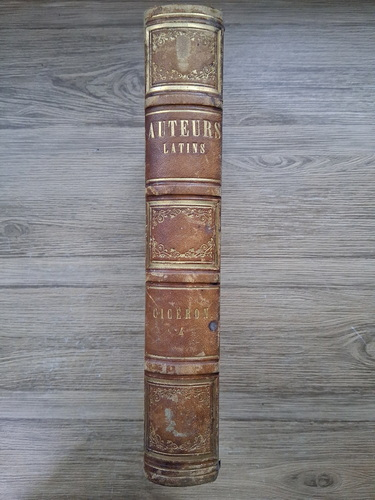 AUTEURS
LATINS
CICERON
4